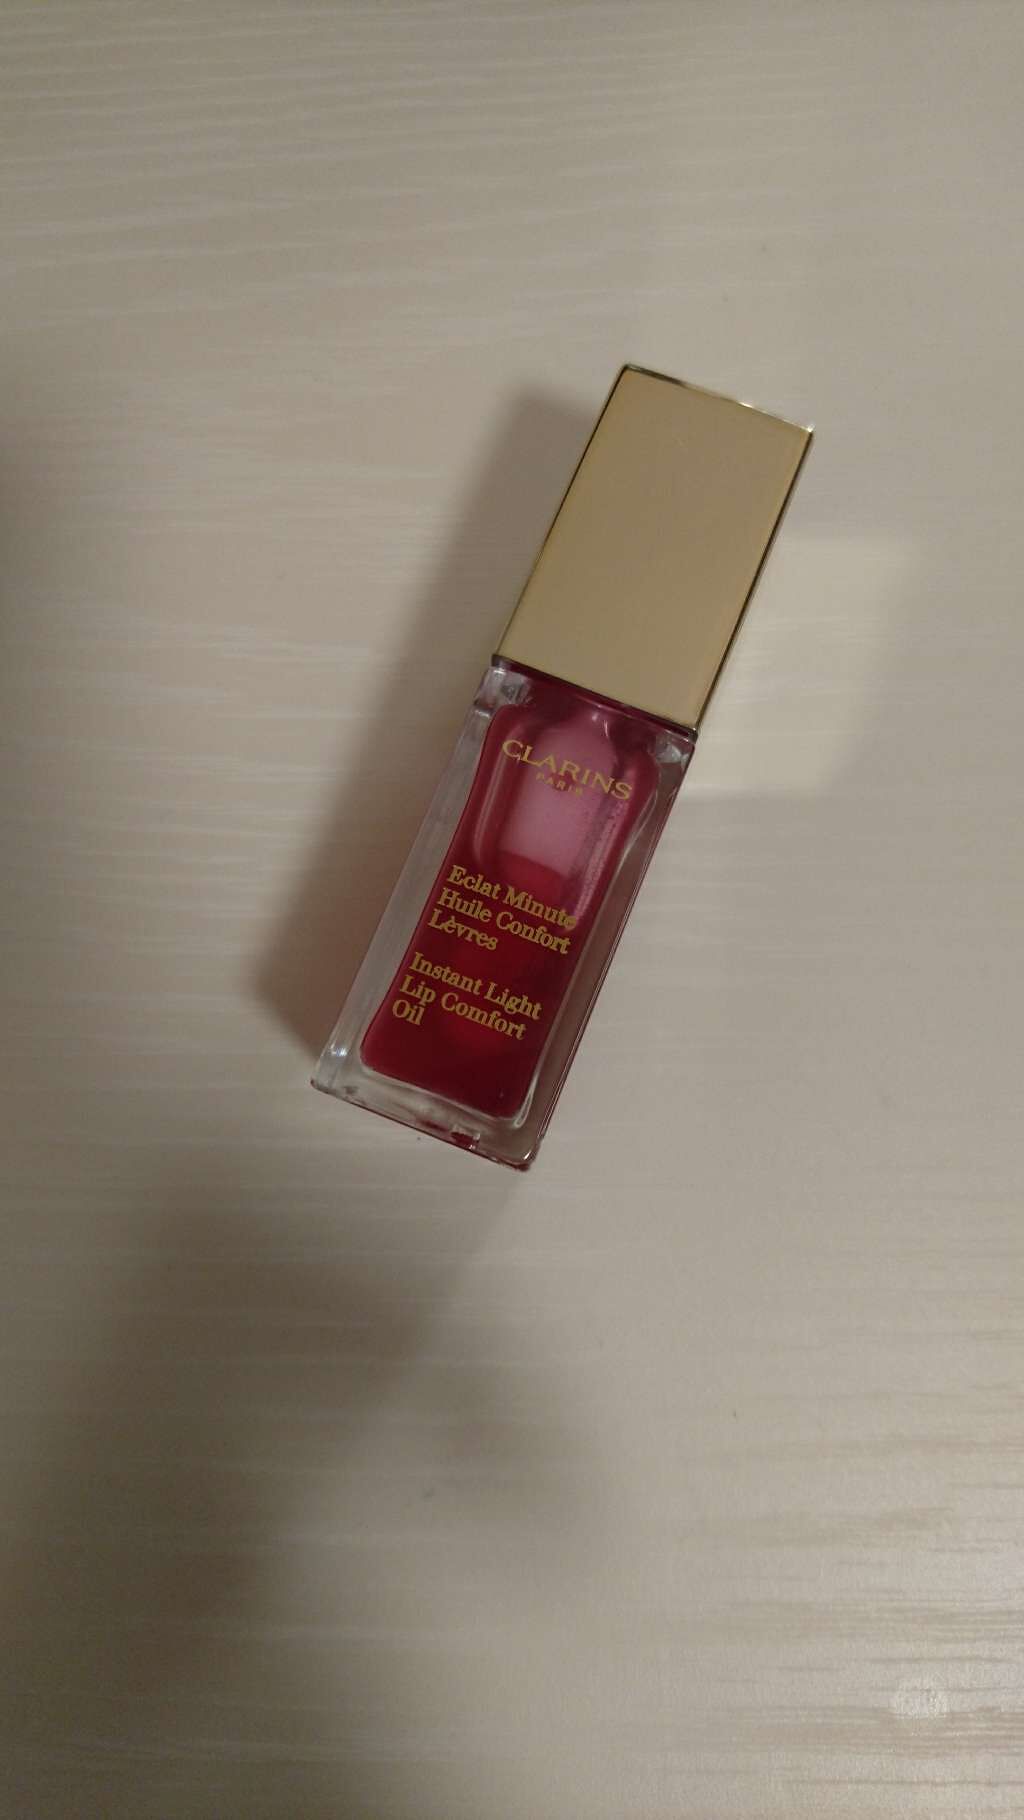 CLARINS
PARIS
Eclat Minute
Huile Confort
Lèvres
Instant Light
Lip Comfort
Oil